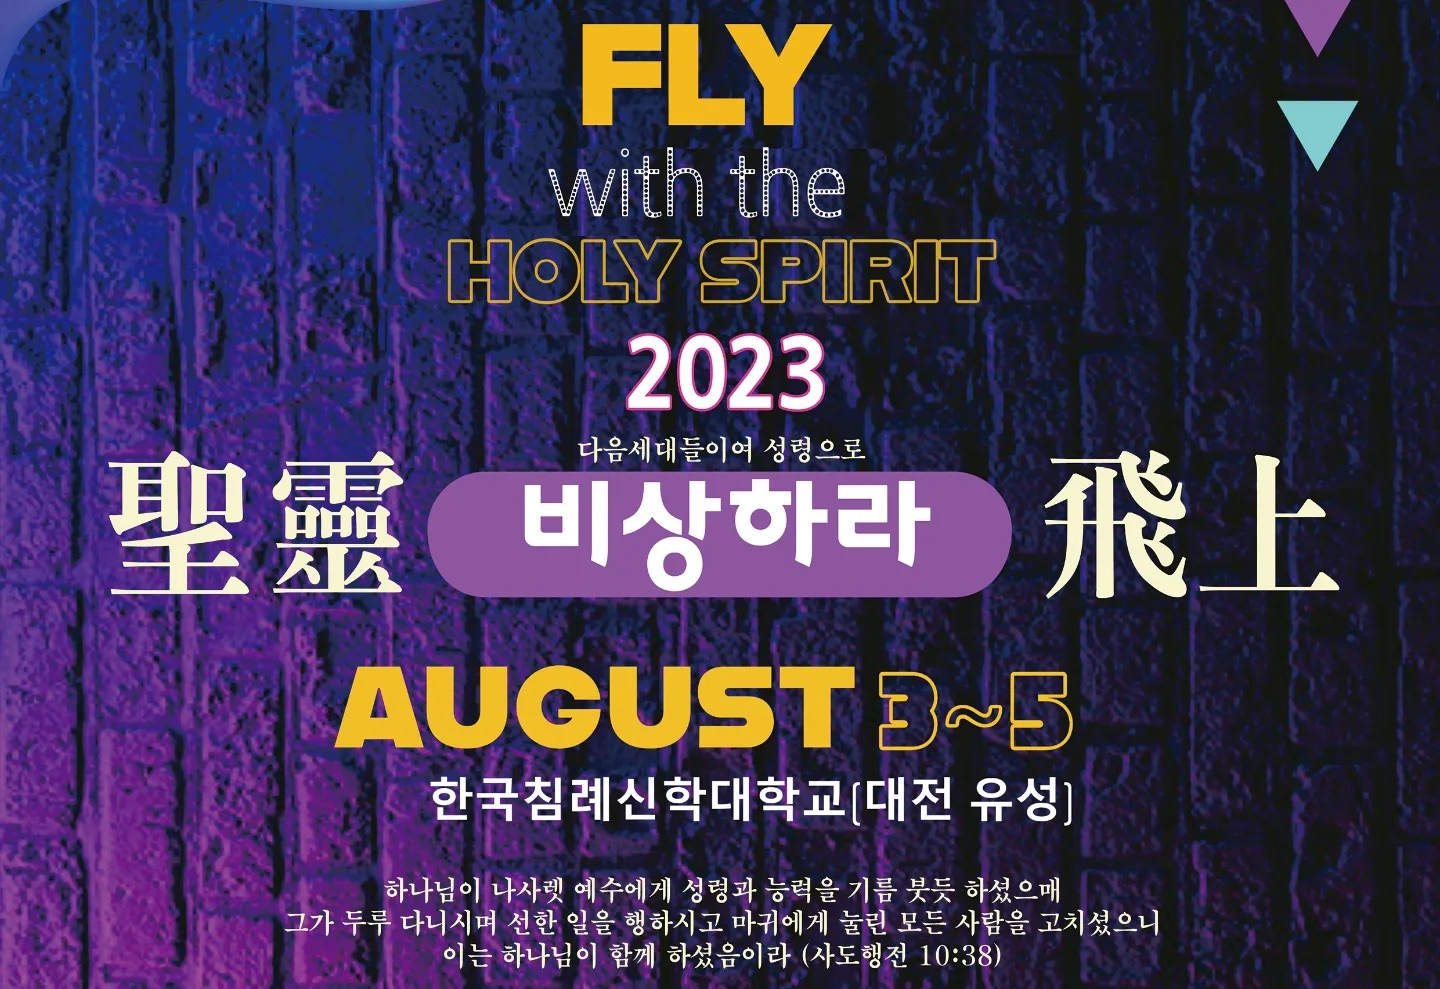 FLY
with the
HOLY SPIRIT
2023
다음세대들이여 성령으로
聖靈 비상하라 飛上
AUGUST 3~5
한국침례신학대학교(대전 유성)
하나님이 나사렛 예수에게 성령과 능력을 기름 붓듯 하셨으매
그가 두루 다니시며 선한 일을 행하시고 마귀에게 눌린 모든 사람을 고치셨으니
이는 하나님이 함께 하셨음이라 (사도행전 10:38)